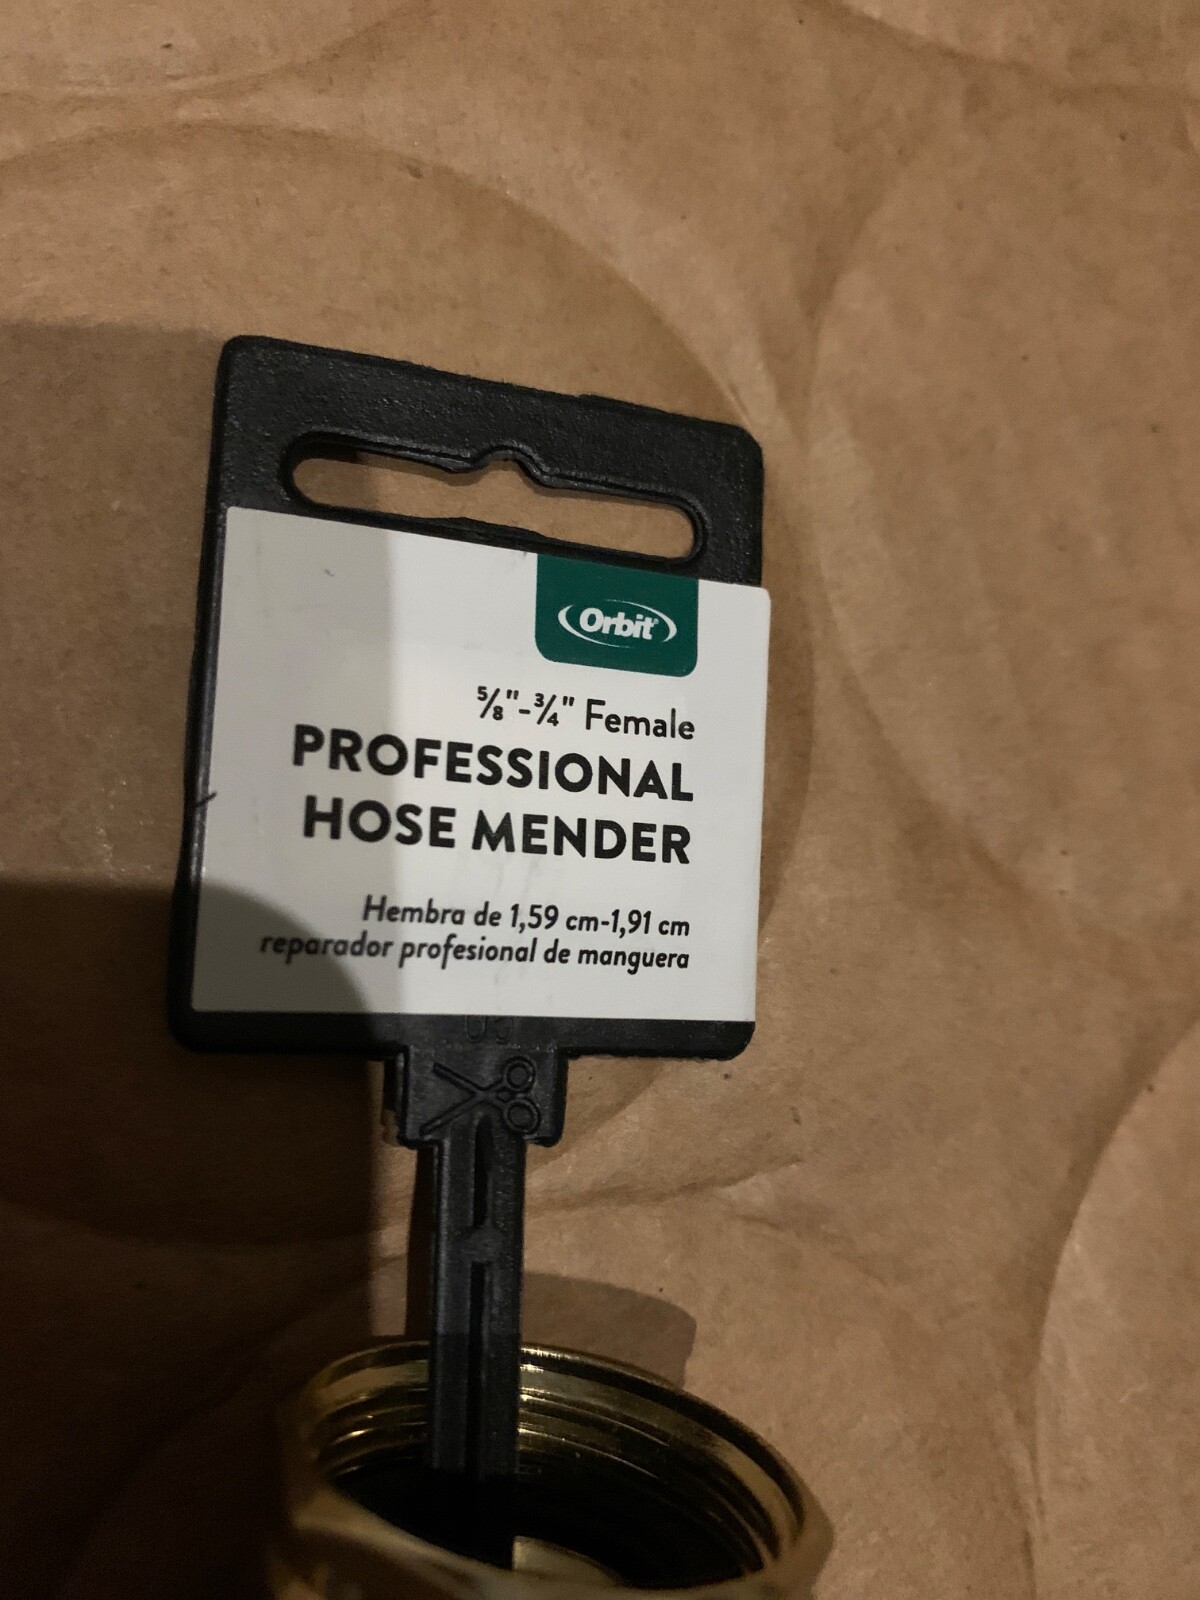 Orbit
⅝"-¾" Female
PROFESSIONAL
HOSE MENDER
Hembra de 1,59 cm-1,91 cm
reparador profesional de manguera